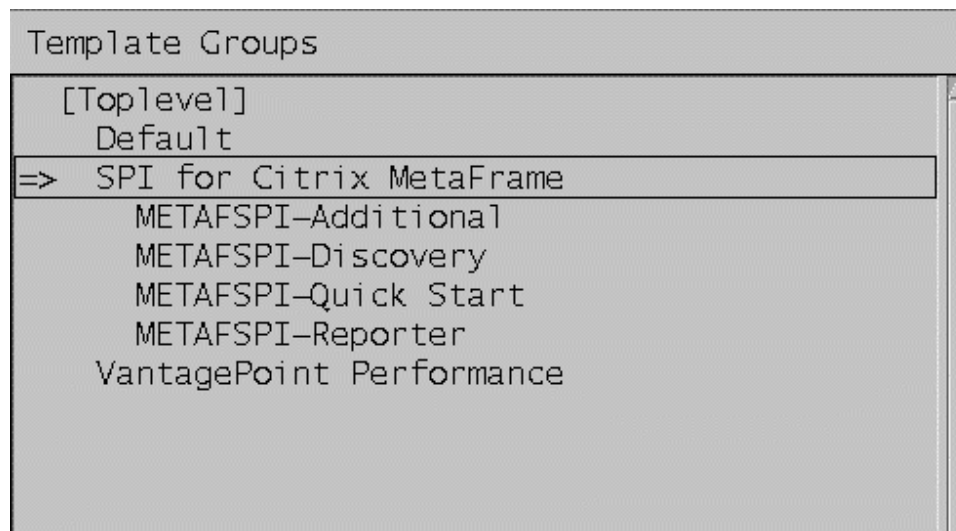 Template Groups
[Toplevel]
Default
=> SPI for Citrix MetaFrame
METAFSPI-Additional
METAFSPI-Discovery
METAFSPI-Quick Start
METAFSPI-Reporter
VantagePoint Performance